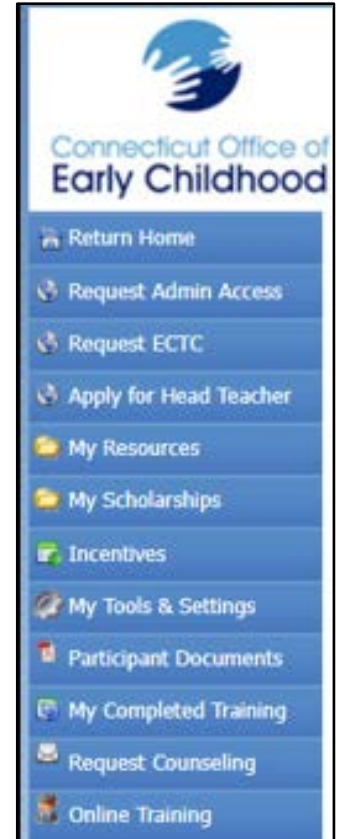 Connecticut Office of
Early Childhood
Return Home
Request Admin Access
Request ECTC
Apply for Head Teacher
My Resources
My Scholarships
Incentives
My Tools & Settings
Participant Documents
My Completed Training
Request Counseling
Online Training